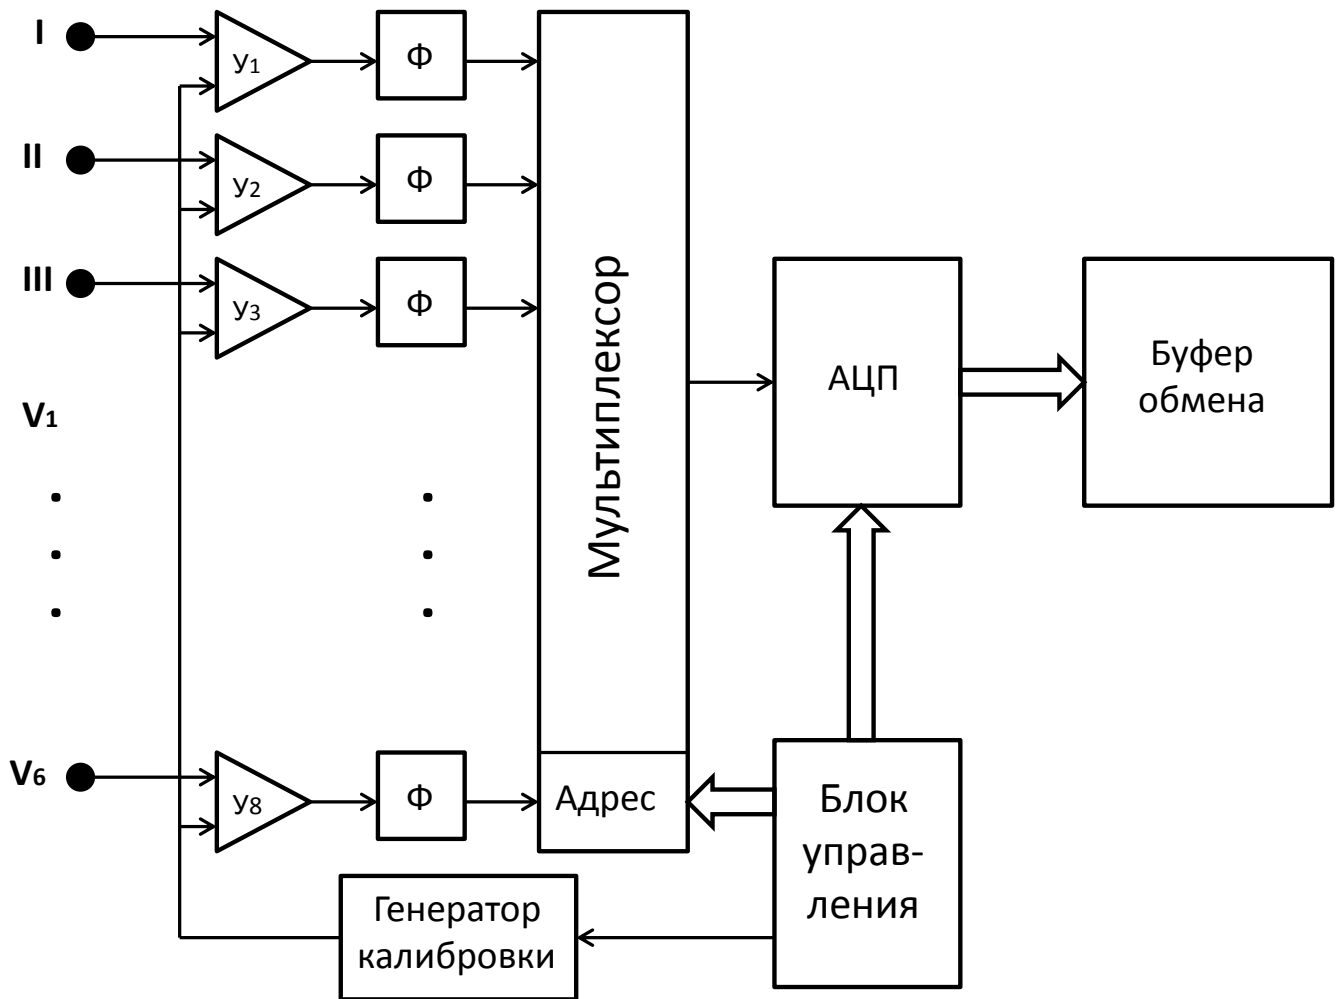 I
У1
Ф
II
У2
Ф
III
У3
Ф
V1
Мультиплексор
АЦП
Буфер
обмена
V6
У8
Ф
Адрес
Блок
управ-
ления
Генератор
калибровки